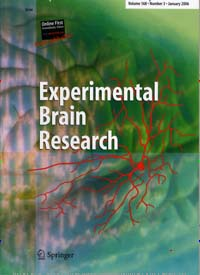 Volume 168 • Number 3 • January 2006
Online First
Experimental
Brain
Research
Springer